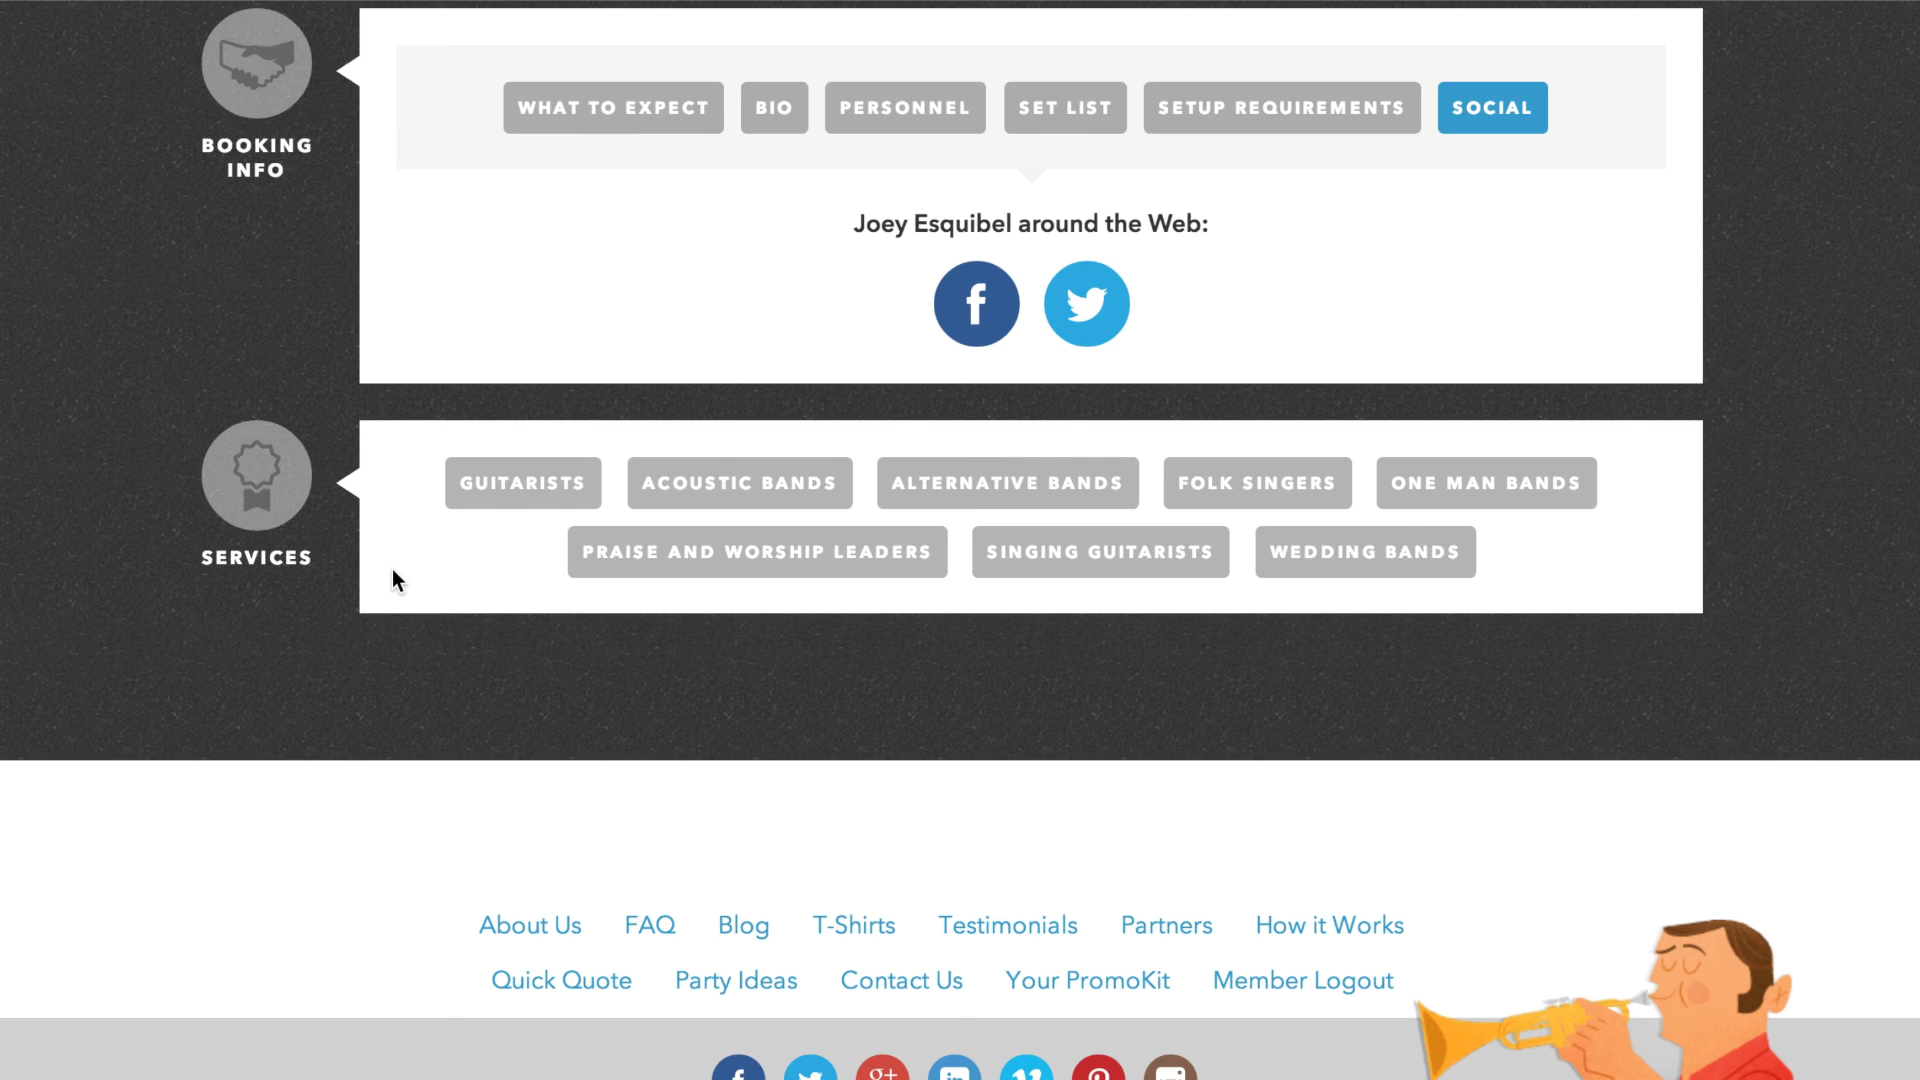 WHAT TO EXPECT BIO PERSONNEL SET LIST SETUP REQUIREMENTS SOCIAL
BOOKING
INFO
Joey Esquibel around the Web:
GUITARISTS ACOUSTIC BANDS ALTERNATIVE BANDS FOLK SINGERS ONE MAN BANDS
PRAISE AND WORSHIP LEADERS SINGING GUITARISTS WEDDING BANDS
SERVICES
About Us FAQ Blog T-Shirts Testimonials Partners How it Works
Quick Quote Party Ideas Contact Us Your PromoKit Member Logout